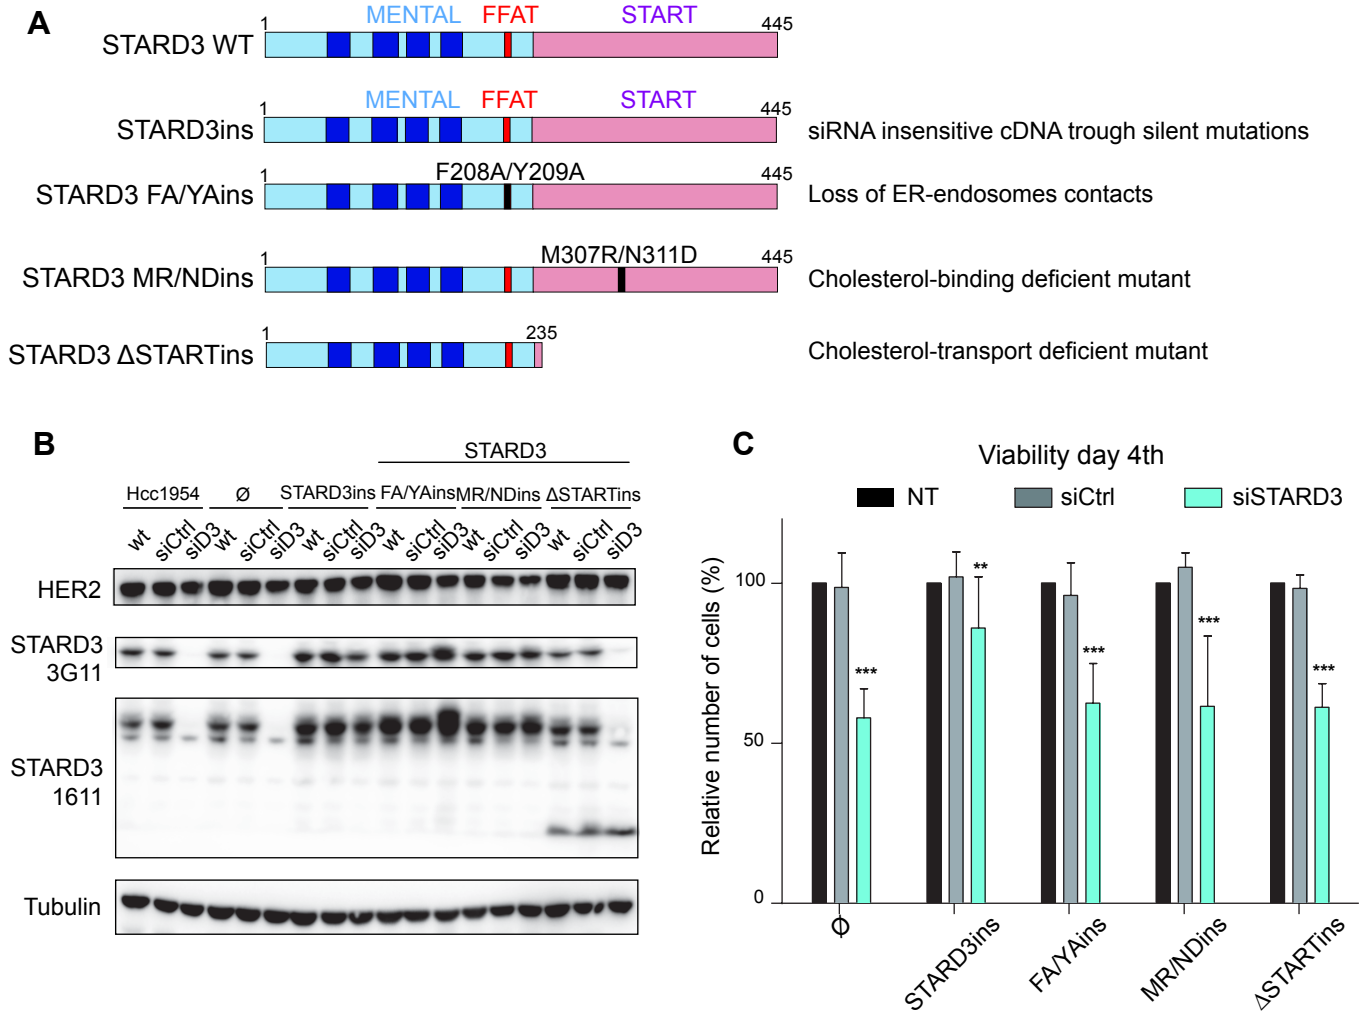 A
MENTAL FFAT START
1 445
STARD3 WT
MENTAL FFAT START
1 445
STARD3ins
siRNA insensitive cDNA trough silent mutations
F208A/Y209A
1 445
STARD3 FA/YAins
Loss of ER-endosomes contacts
M307R/N311D
1 445
STARD3 MR/NDins
Cholesterol-binding deficient mutant
1 235
STARD3 ΔSTARTins
Cholesterol-transport deficient mutant
B
STARD3
Hcc1954 Ø STARD3ins FA/YAins MR/NDins ΔSTARTins
wt siCtrl siD3 wt siCtrl siD3 wt siCtrl siD3 wt siCtrl siD3 wt siCtrl siD3 wt siCtrl siD3
HER2
STARD3
3G11
STARD3
1611
Tubulin
C
Viability day 4th
NT siCtrl siSTARD3
Relative number of cells (%)
100
50
0
*** ** *** *** ***
Ø STARD3ins FA/YAins MR/NDins ΔSTARTins